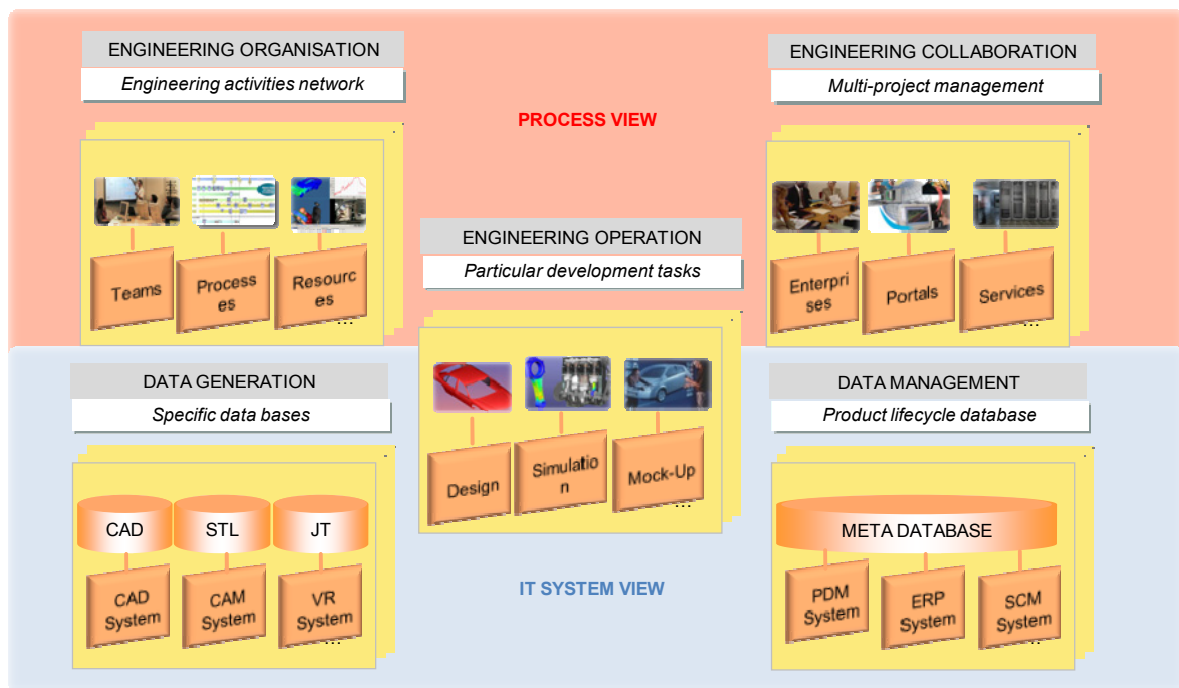 ENGINEERING ORGANISATION
Engineering activities network
ENGINEERING COLLABORATION
Multi-project management
PROCESS VIEW
Teams
Process
es
Resourc
es
...
ENGINEERING OPERATION
Particular development tasks
Enterpri
ses
Portals
Services
...
DATA GENERATION
Specific data bases
Design
Simulatio
n
Mock-Up
...
DATA MANAGEMENT
Product lifecycle database
CAD
STL
JT
CAD
System
CAM
System
VR
System
...
IT SYSTEM VIEW
META DATABASE
PDM
System
ERP
System
SCM
System
...